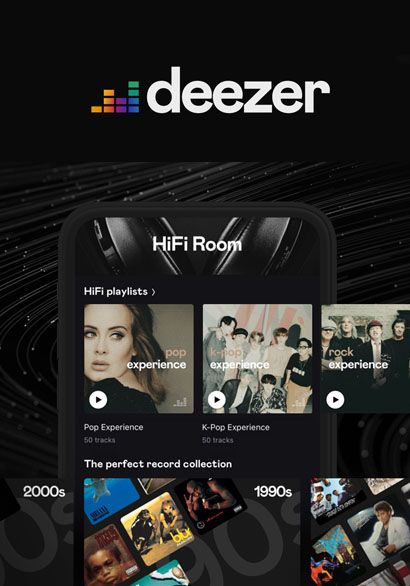 deezer
HiFi Room
HiFi playlists
pop
experience
k-pop
experience
rock
experience
Pop Experience
50 tracks
K-Pop Experience
50 tracks
The perfect record collection
2000s
1990s
blur